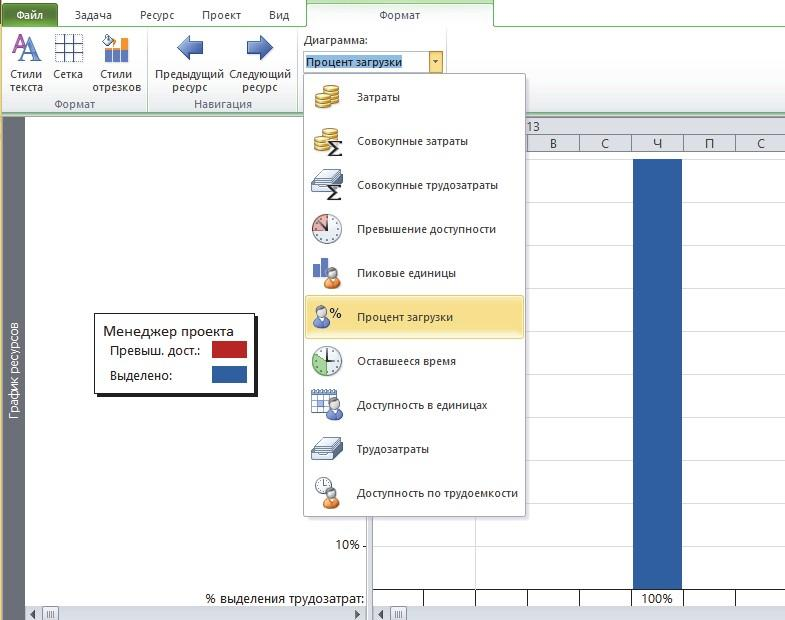 Файл Задача Ресурс Проект Вид Формат
Диаграмма:
Процент загрузки
Стили текста
Сетка
Стили отрезков
Предыдущий ресурс
Следующий ресурс
Формат
Навигация
Затраты
Совокупные затраты
Совокупные трудозатраты
Превышение доступности
Пиковые единицы
Процент загрузки
Оставшееся время
Доступность в единицах
Трудозатраты
Доступность по трудоемкости
13
В С Ч П С
График ресурсов
Менеджер проекта
Превыш. дост.:
Выделено:
10%
% выделения трудозатрат:
100%